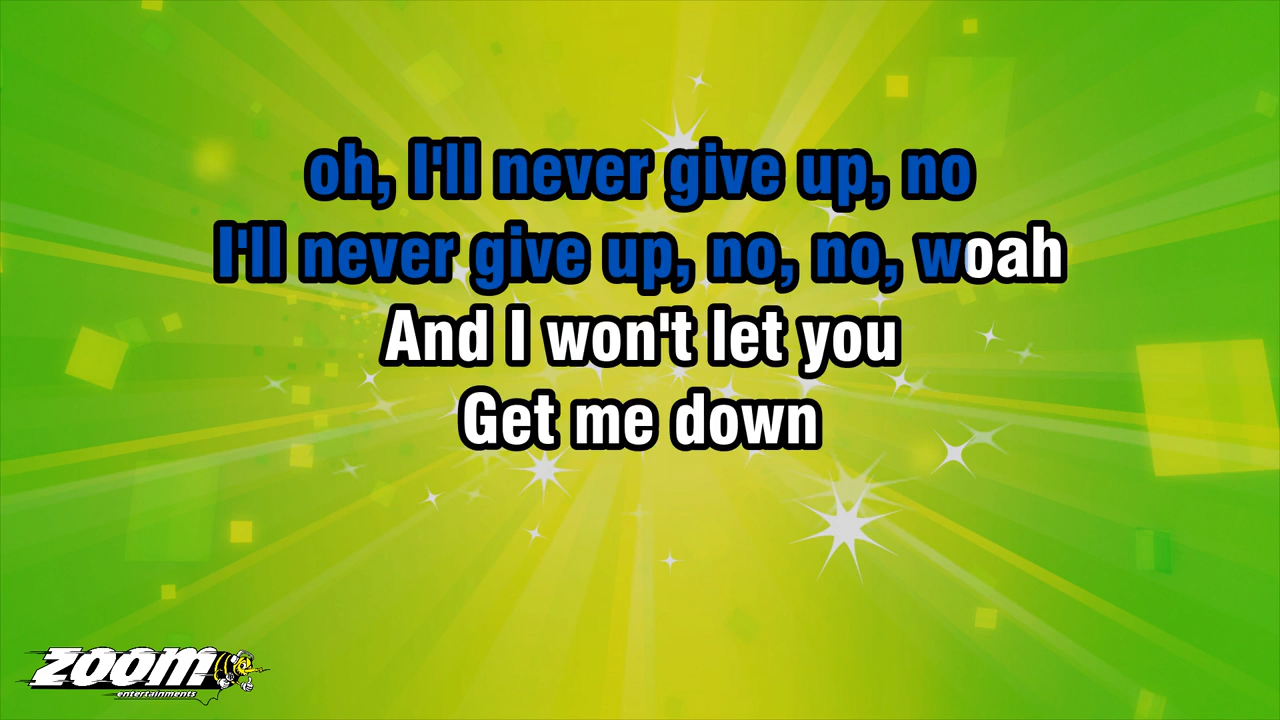 oh, I'll never give up, no
I'll never give up, no, no, woah
And I won't let you
Get me down
zoom
entertainments